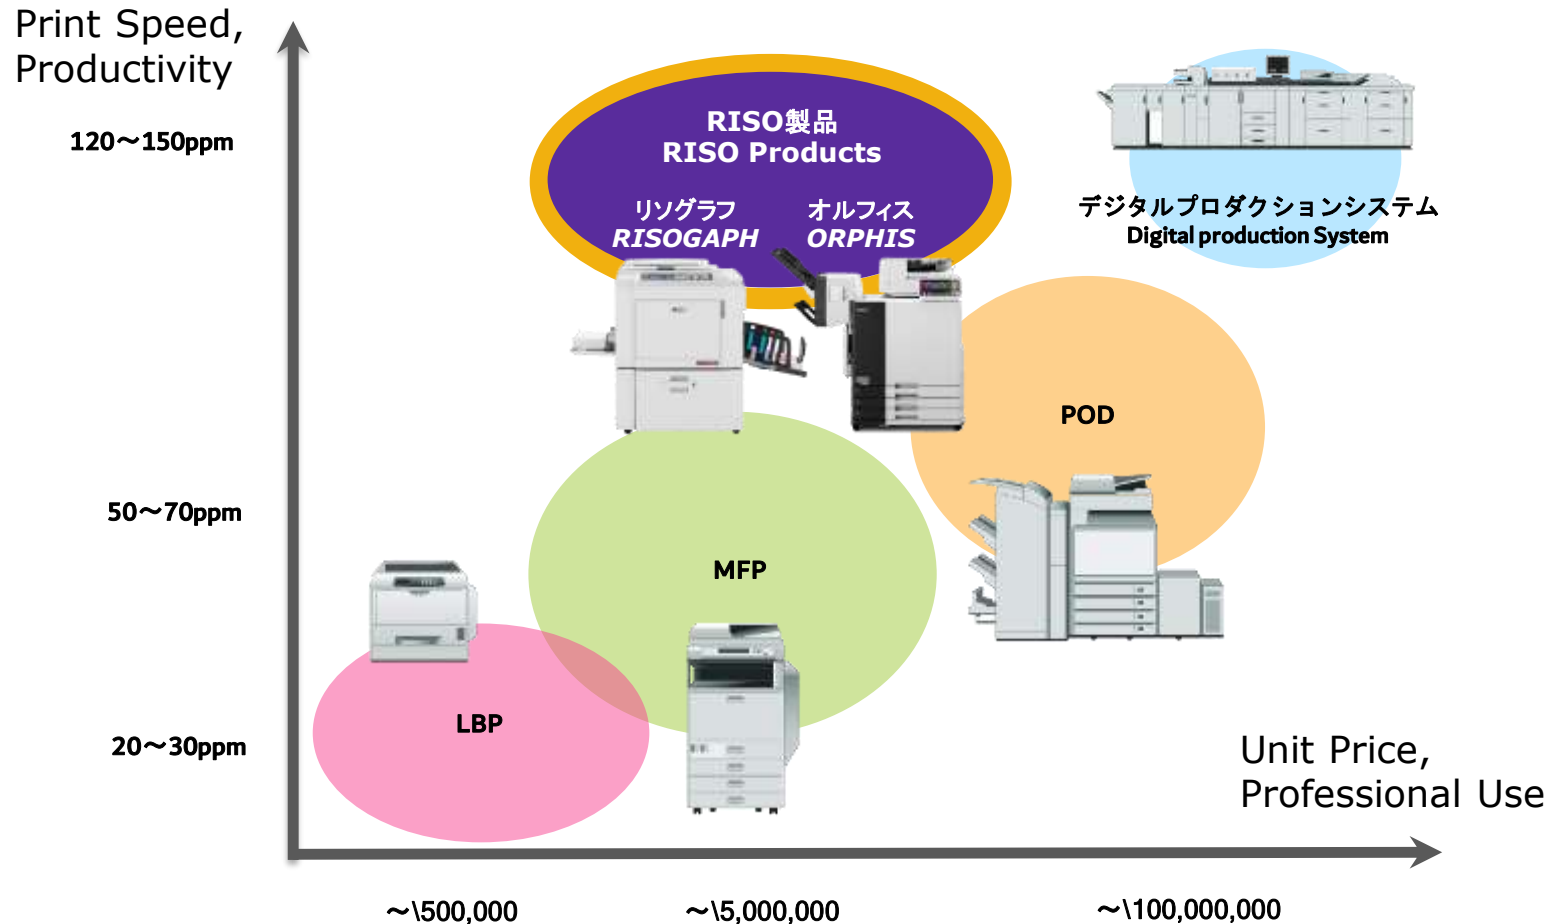 Print Speed,
Productivity
120～150ppm
RISO製品
RISO Products
リソグラフ
RISOGAPH
オルフィス
ORPHIS
デジタルプロダクションシステム
Digital production System
POD
50～70ppm
MFP
LBP
20～30ppm
Unit Price,
Professional Use
～\500,000
～\5,000,000
～\100,000,000